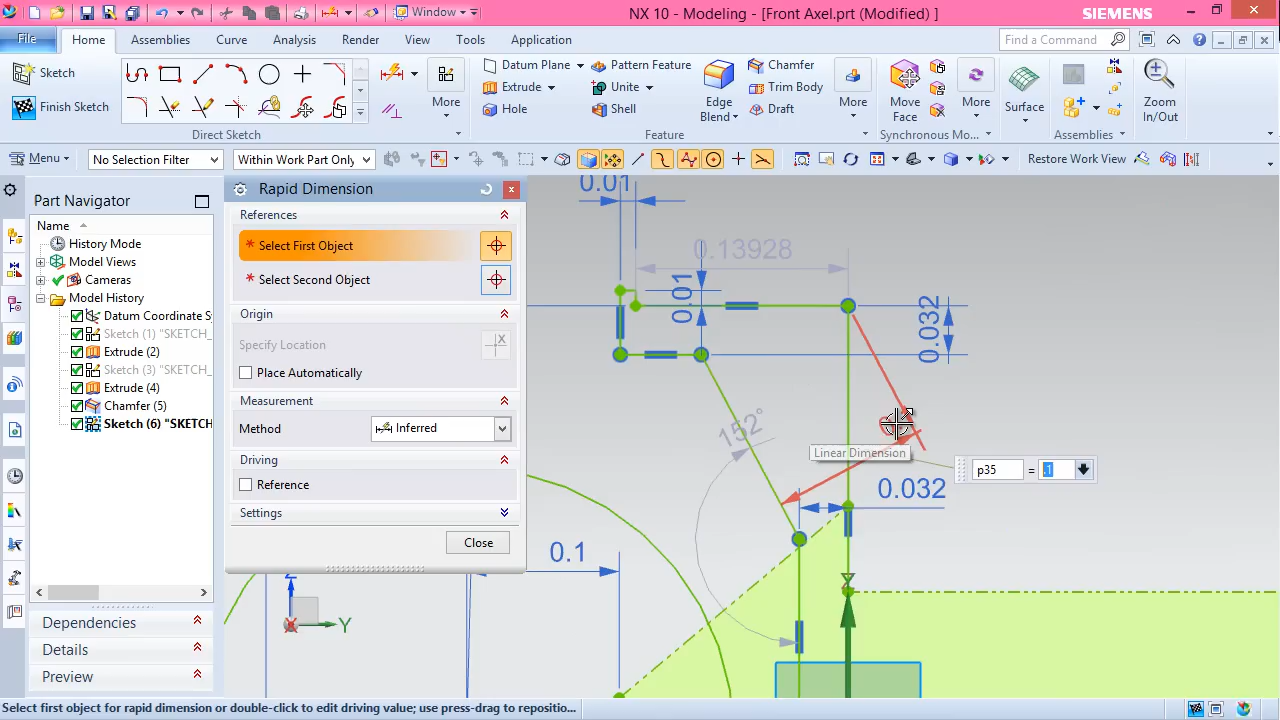 NX 10 - Modeling - [Front Axel.prt (Modified) ]
SIEMENS
Window
File
Home
Assemblies
Curve
Analysis
Render
View
Tools
Application
Find a Command
Sketch
Finish Sketch
More
Direct Sketch
Datum Plane
Extrude
Hole
Pattern Feature
Unite
Shell
Edge Blend
Chamfer
Trim Body
Draft
More
Feature
Move Face
More
Synchronous Mo...
Surface
Assemblies
Zoom In/Out
Menu
No Selection Filter
Within Work Part Only
Restore Work View
Part Navigator
Name
History Mode
Model Views
Cameras
Model History
Datum Coordinate Sy
Sketch (1) "SKETCH_
Extrude (2)
Sketch (3) "SKETCH_
Extrude (4)
Chamfer (5)
Sketch (6) "SKETCH
Dependencies
Details
Preview
Rapid Dimension
References
* Select First Object
* Select Second Object
Origin
Specify Location
Place Automatically
Measurement
Method
Inferred
Driving
Reference
Settings
Close
0.01
0.13928
0.01
0.032
152°
Linear Dimension
p35 = .1
0.032
0.1
Z
Y
Select first object for rapid dimension or double-click to edit driving value; use press-drag to repositio...